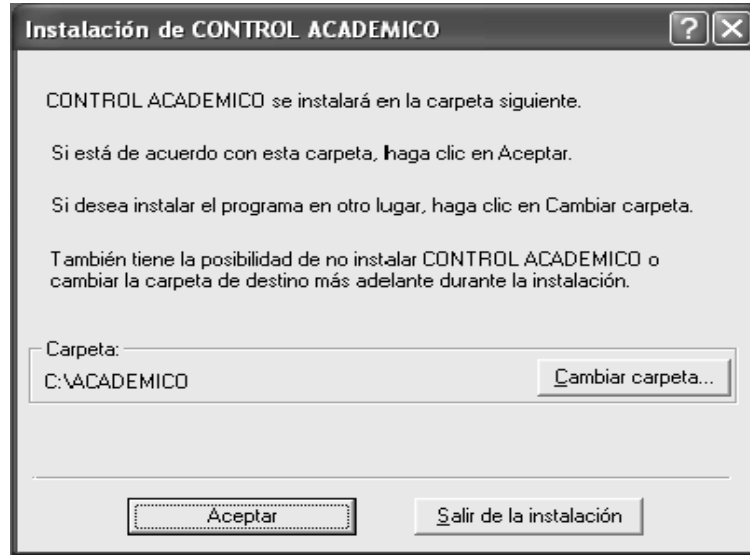 Instalación de CONTROL ACADEMICO
CONTROL ACADEMICO se instalará en la carpeta siguiente.
Si está de acuerdo con esta carpeta, haga clic en Aceptar.
Si desea instalar el programa en otro lugar, haga clic en Cambiar carpeta.
También tiene la posibilidad de no instalar CONTROL ACADEMICO o
cambiar la carpeta de destino más adelante durante la instalación.
Carpeta:
C:\ACADEMICO
Cambiar carpeta...
Aceptar
Salir de la instalación